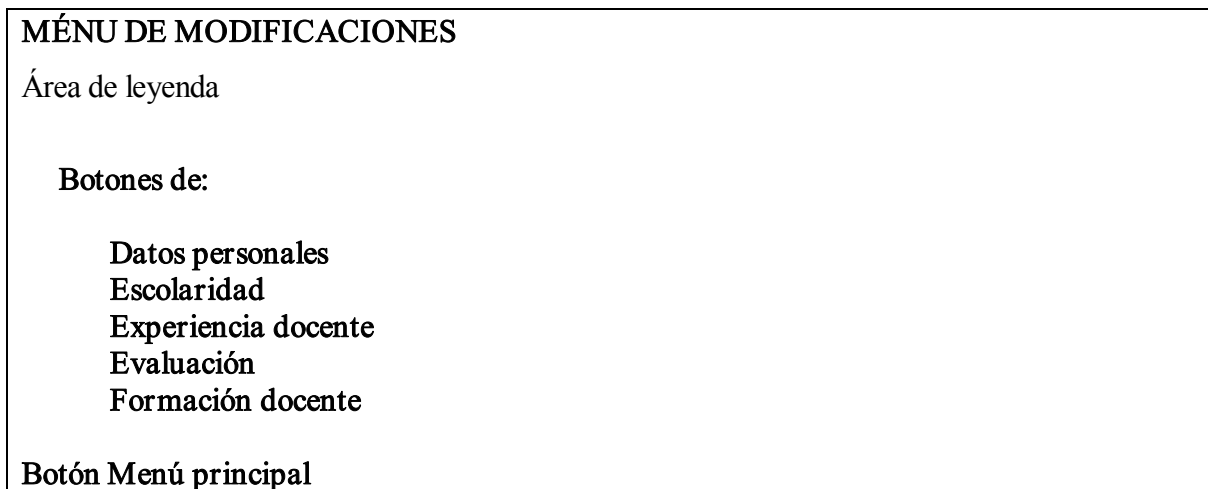 MÉNU DE MODIFICACIONES
Área de leyenda
Botones de:
Datos personales
Escolaridad
Experiencia docente
Evaluación
Formación docente
Botón Menú principal